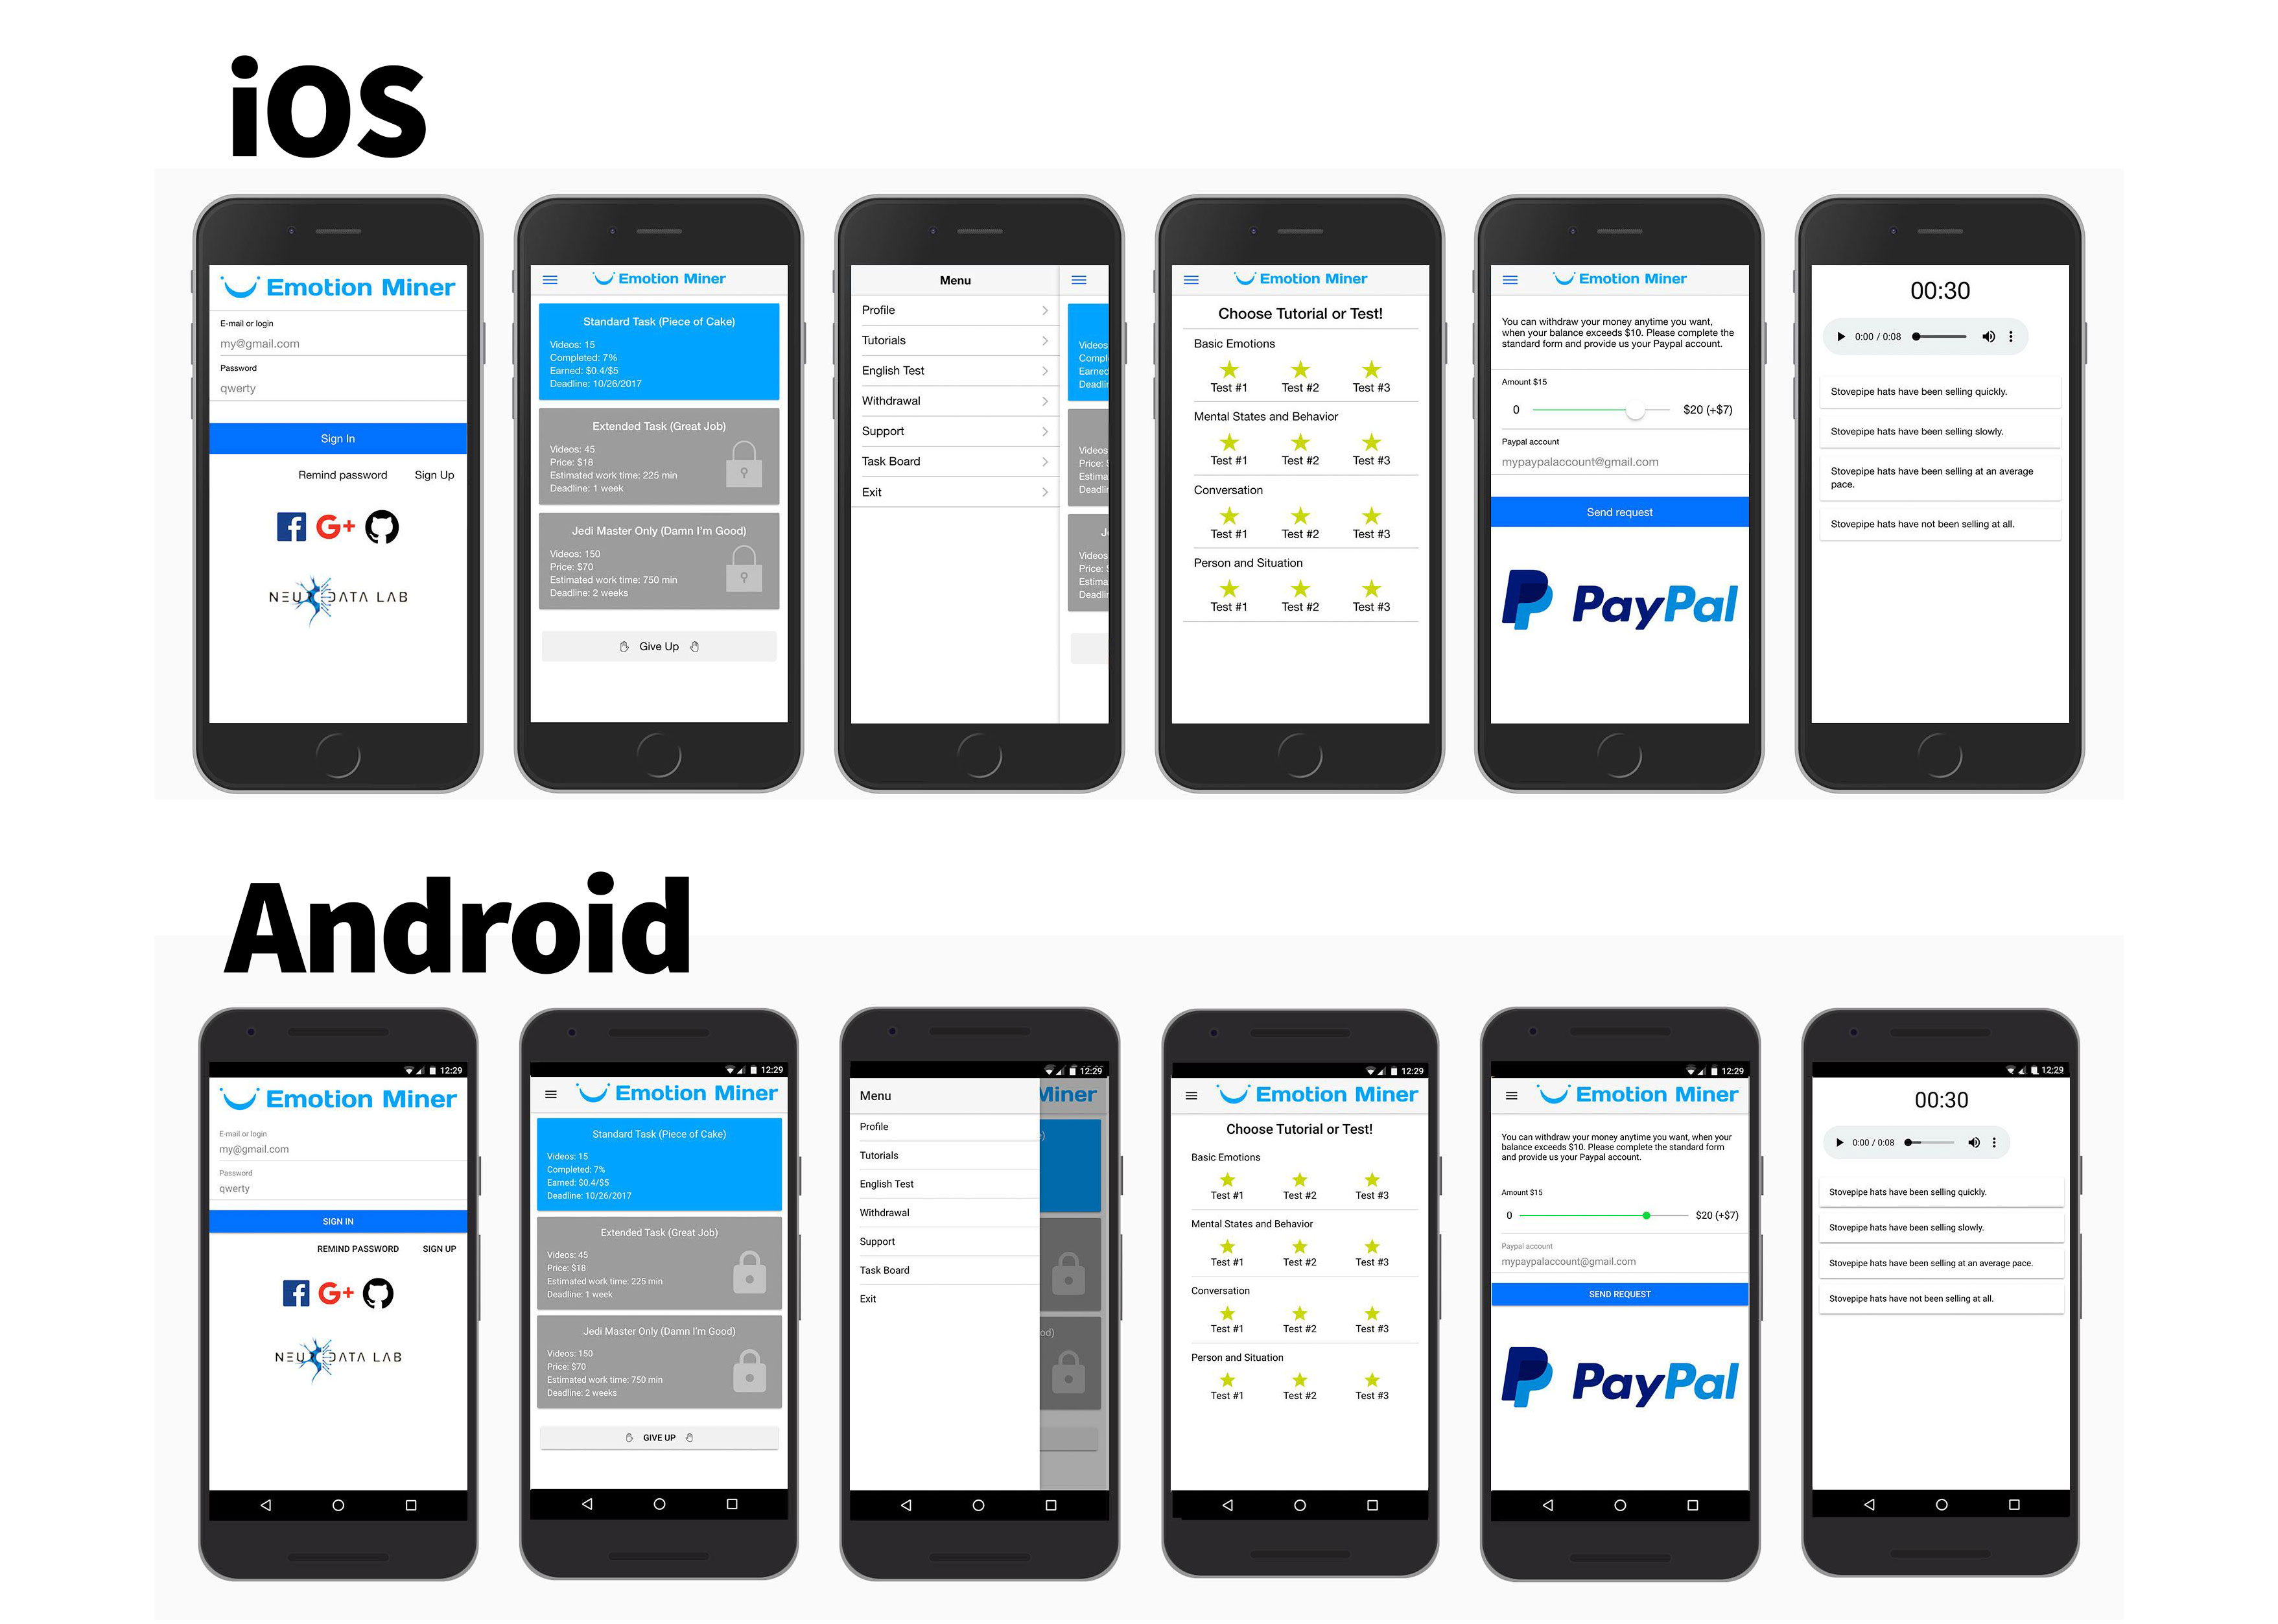 iOS
Emotion Miner
E-mail or login
my@gmail.com
Password
qwerty
Sign In
Remind password Sign Up
G+
NEURODATA LAB
Emotion Miner
Standard Task (Piece of Cake)
Videos: 15
Completed: 7%
Earned: $0.4/$5
Deadline: 10/26/2017
Extended Task (Great Job)
Videos: 45
Price: $18
Estimated work time: 225 min
Deadline: 1 week
Jedi Master Only (Damn I'm Good)
Videos: 150
Price: $70
Estimated work time: 750 min
Deadline: 2 weeks
Give Up
Menu
Profile
Tutorials
English Test
Withdrawal
Support
Task Board
Exit
Videos
Compl
Earned
Deadlin
Videos
Price: $
Estima
Deadlin
J
Videos
Price: $
Estima
Deadlin
Emotion Miner
Choose Tutorial or Test!
Basic Emotions
Test #1 Test #2 Test #3
Mental States and Behavior
Test #1 Test #2 Test #3
Conversation
Test #1 Test #2 Test #3
Person and Situation
Test #1 Test #2 Test #3
Emotion Miner
You can withdraw your money anytime you want,
when your balance exceeds $10. Please complete the
standard form and provide us your Paypal account.
Amount $15
0 $20 (+$7)
Paypal account
mypaypalaccount@gmail.com
Send request
PayPal
00:30
0:00 / 0:08
Stovepipe hats have been selling quickly.
Stovepipe hats have been selling slowly.
Stovepipe hats have been selling at an average
pace.
Stovepipe hats have not been selling at all.
Android
12:29
Emotion Miner
E-mail or login
my@gmail.com
Password
qwerty
SIGN IN
REMIND PASSWORD SIGN UP
G+
NEURODATA LAB
12:29
Emotion Miner
Standard Task (Piece of Cake)
Videos: 15
Completed: 7%
Earned: $0.4/$5
Deadline: 10/26/2017
Extended Task (Great Job)
Videos: 45
Price: $18
Estimated work time: 225 min
Deadline: 1 week
Jedi Master Only (Damn I'm Good)
Videos: 150
Price: $70
Estimated work time: 750 min
Deadline: 2 weeks
GIVE UP
12:29
Menu
Profile
Tutorials
English Test
Withdrawal
Support
Task Board
Exit
Miner
)
od)
12:29
Emotion Miner
Choose Tutorial or Test!
Basic Emotions
Test #1 Test #2 Test #3
Mental States and Behavior
Test #1 Test #2 Test #3
Conversation
Test #1 Test #2 Test #3
Person and Situation
Test #1 Test #2 Test #3
12:29
Emotion Miner
You can withdraw your money anytime you want, when your
balance exceeds $10. Please complete the standard form
and provide us your Paypal account.
Amount $15
0 $20 (+$7)
Paypal account
mypaypalaccount@gmail.com
SEND REQUEST
PayPal
12:29
00:30
0:00 / 0:08
Stovepipe hats have been selling quickly.
Stovepipe hats have been selling slowly.
Stovepipe hats have been selling at an average pace.
Stovepipe hats have not been selling at all.